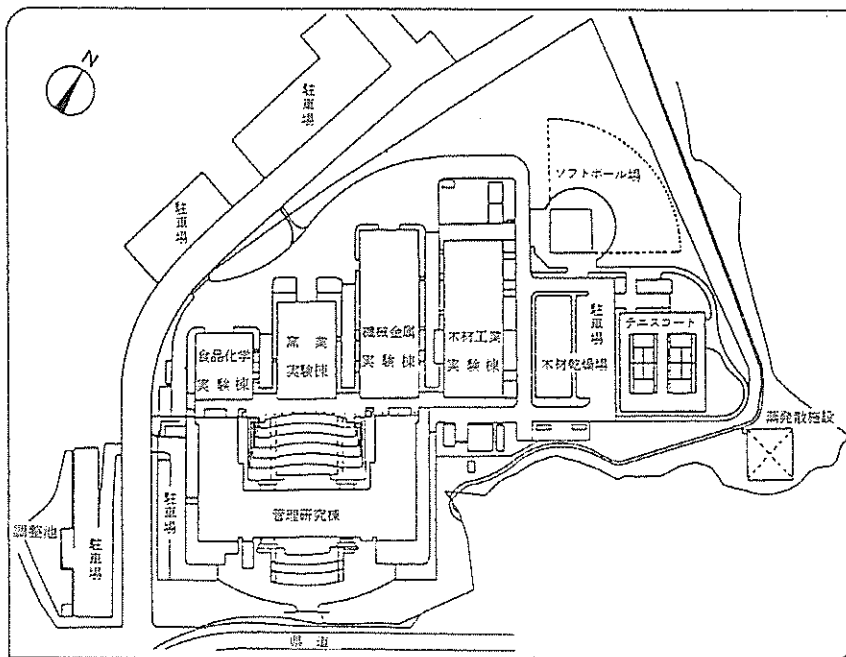 N
駐車場
ソフトボール場
駐車場
食品化学
実験棟
窯業
実験棟
機械金属
実験棟
木材工業
実験棟
駐車場
木材乾燥場
テニスコート
蒸発散施設
管理研究棟
駐車場
調整池
駐車場
県道